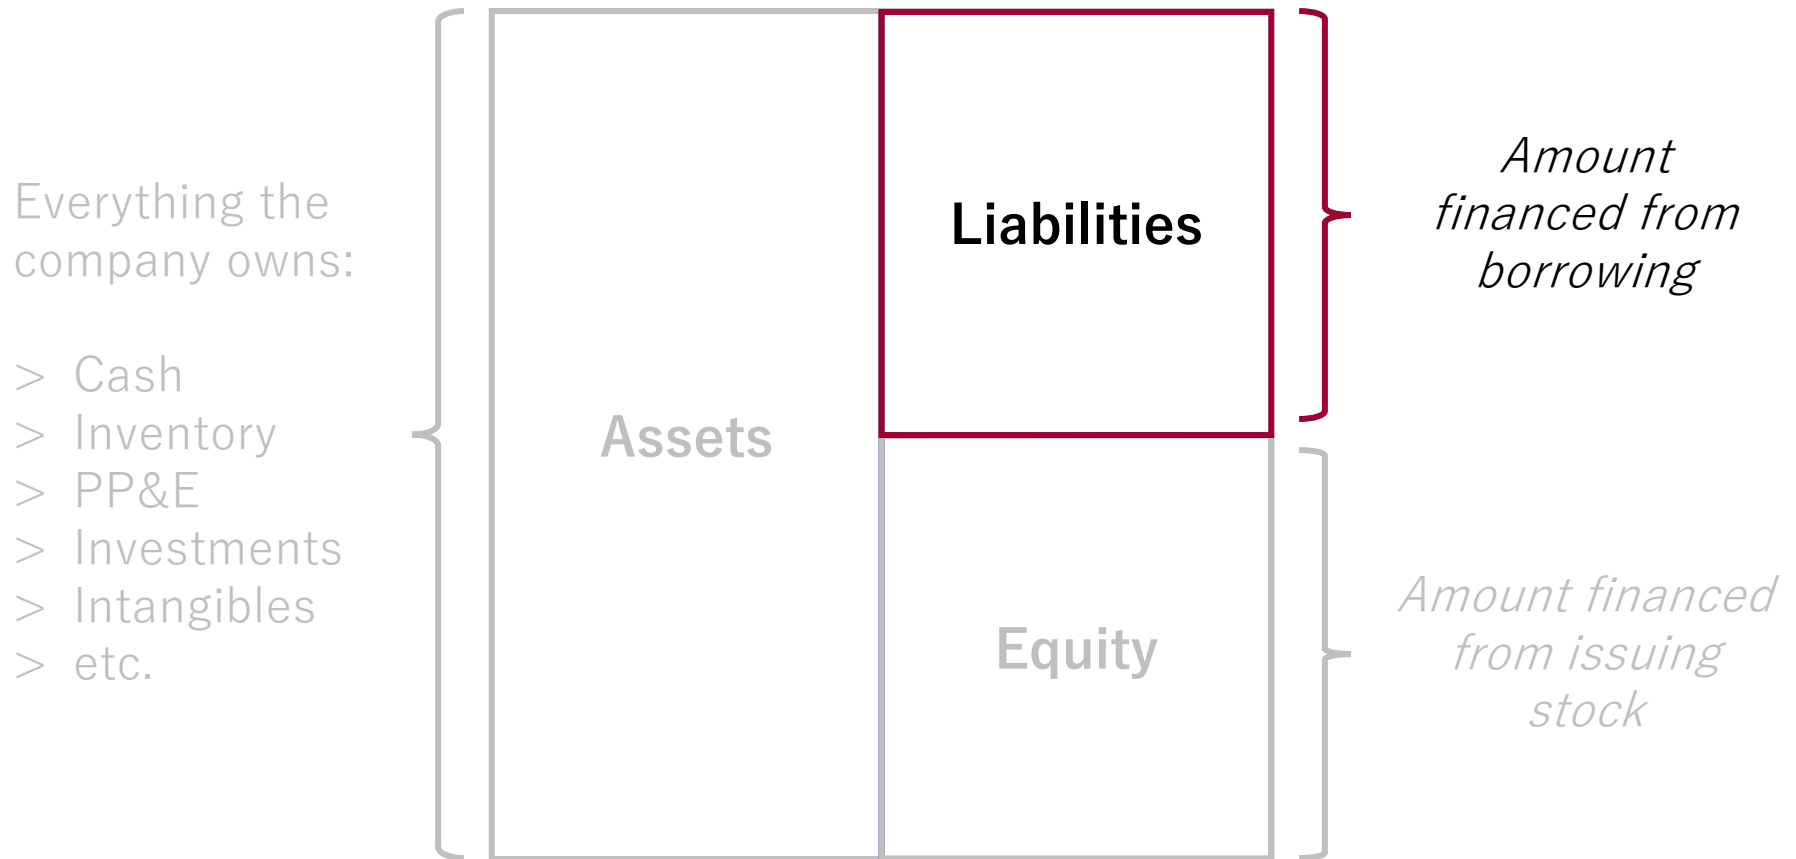 Everything the
company owns:
> Cash
> Inventory
> PP&E
> Investments
> Intangibles
> etc.
Assets
Liabilities
Equity
Amount
financed from
borrowing
Amount financed
from issuing
stock